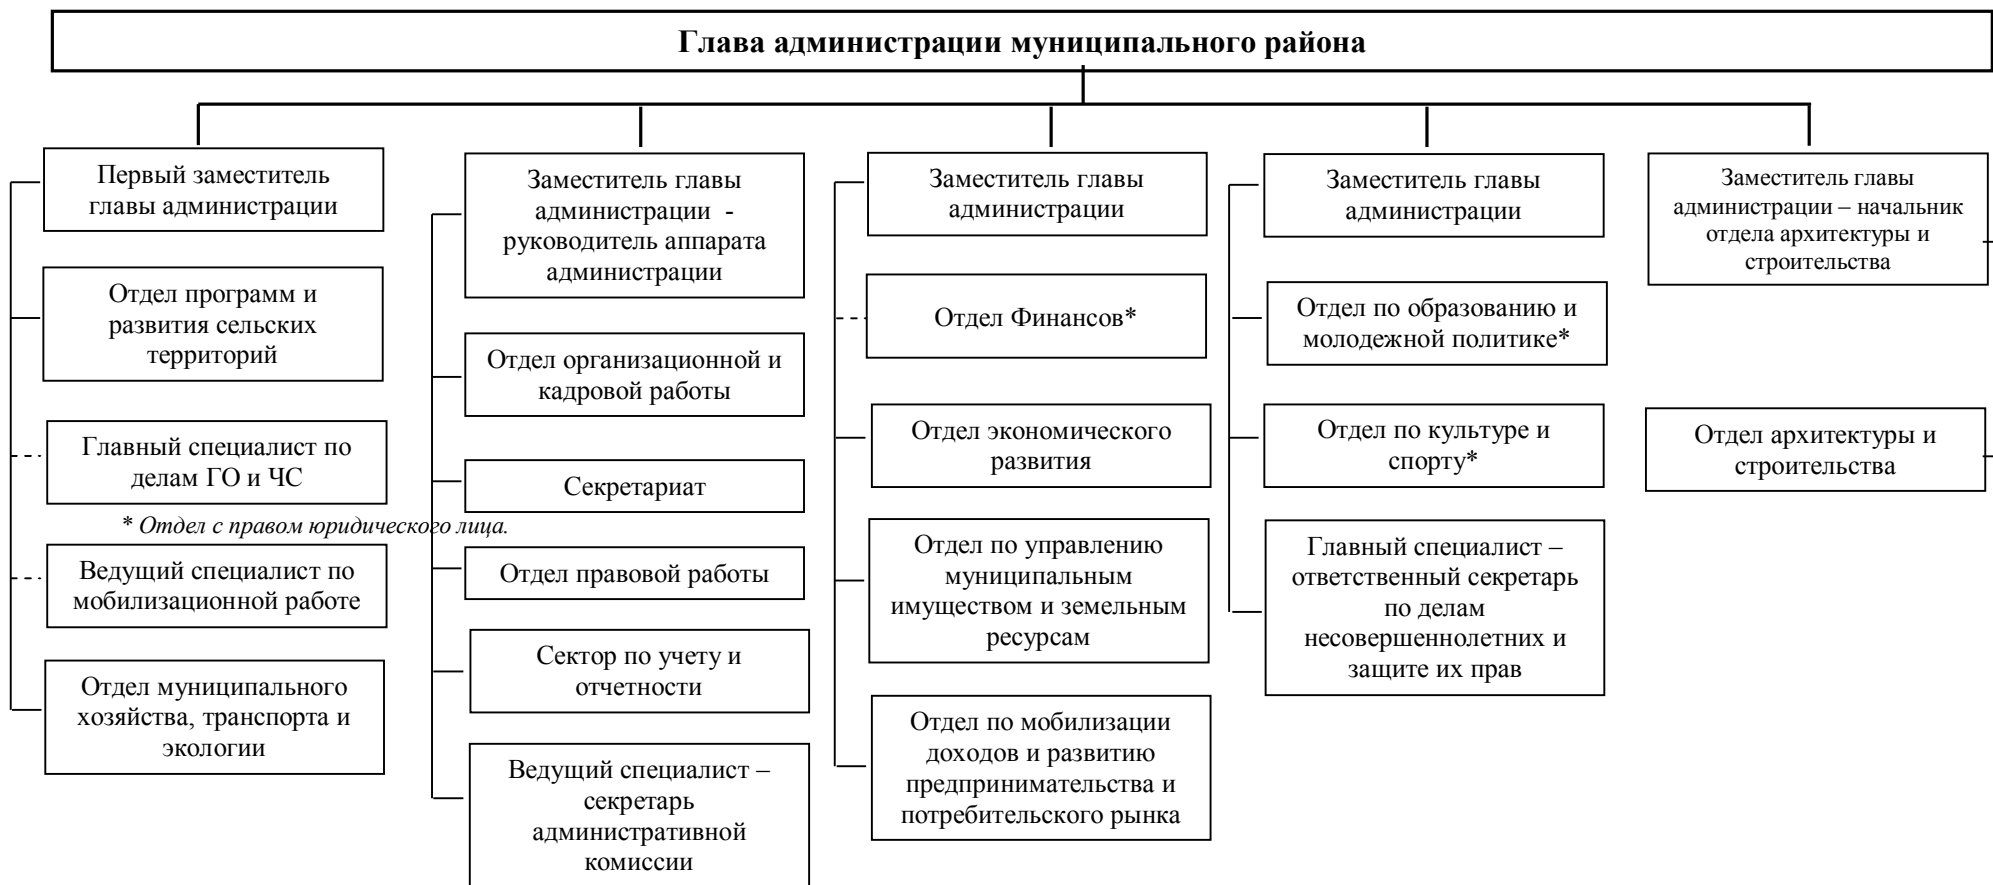 Глава администрации муниципального района
Первый заместитель
главы администрации
Отдел программ и
развития сельских
территорий
Главный специалист по
делам ГО и ЧС
* Отдел с правом юридического лица.
Ведущий специалист по
мобилизационной работе
Отдел муниципального
хозяйства, транспорта и
экологии
Заместитель главы
администрации -
руководитель аппарата
администрации
Отдел организационной и
кадровой работы
Секретариат
Отдел правовой работы
Сектор по учету и
отчетности
Ведущий специалист –
секретарь
административной
комиссии
Заместитель главы
администрации
Отдел Финансов*
Отдел экономического
развития
Отдел по управлению
муниципальным
имуществом и земельным
ресурсам
Отдел по мобилизации
доходов и развитию
предпринимательства и
потребительского рынка
Заместитель главы
администрации
Отдел по образованию и
молодежной политике*
Отдел по культуре и
спорту*
Главный специалист –
ответственный секретарь
по делам
несовершеннолетних и
защите их прав
Заместитель главы
администрации – начальник
отдела архитектуры и
строительства
Отдел архитектуры и
строительства